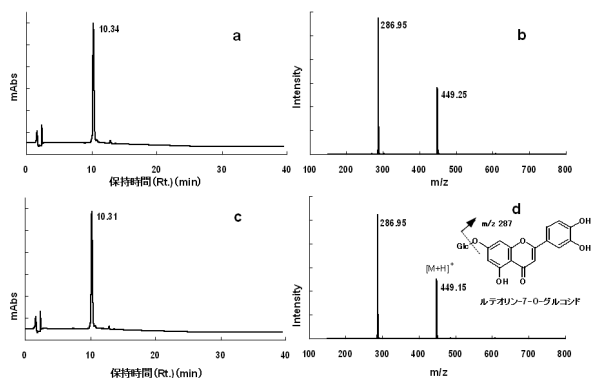 10.34
a
mAbs
0
10
20
30
40
保持時間(Rt.)(min)
286.95
b
449.25
Intensity
100
200
300
400
500
600
700
800
m/z
10.31
c
mAbs
0
10
20
30
40
保持時間(Rt.)(min)
286.95
d
m/z 287
Glc
O
O
OH
OH
OH
O
[M+H]+
449.15
ルテオリン-7-O-グルコシド
Intensity
100
200
300
400
500
600
700
800
m/z